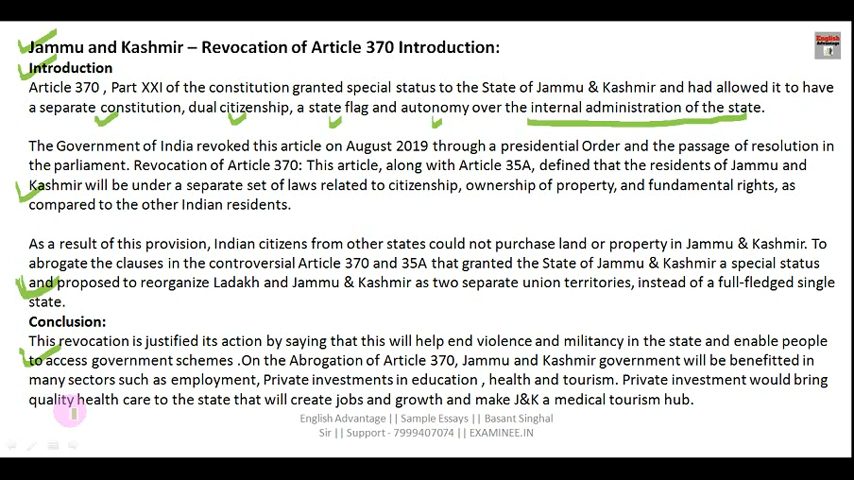 Jammu and Kashmir – Revocation of Article 370 Introduction:
English
Advantage
Introduction
Article 370 , Part XXI of the constitution granted special status to the State of Jammu & Kashmir and had allowed it to have
a separate constitution, dual citizenship, a state flag and autonomy over the internal administration of the state.
The Government of India revoked this article on August 2019 through a presidential Order and the passage of resolution in
the parliament. Revocation of Article 370: This article, along with Article 35A, defined that the residents of Jammu and
Kashmir will be under a separate set of laws related to citizenship, ownership of property, and fundamental rights, as
compared to the other Indian residents.
As a result of this provision, Indian citizens from other states could not purchase land or property in Jammu & Kashmir. To
abrogate the clauses in the controversial Article 370 and 35A that granted the State of Jammu & Kashmir a special status
and proposed to reorganize Ladakh and Jammu & Kashmir as two separate union territories, instead of a full-fledged single
state.
Conclusion:
This revocation is justified its action by saying that this will help end violence and militancy in the state and enable people
to access government schemes .On the Abrogation of Article 370, Jammu and Kashmir government will be benefitted in
many sectors such as employment, Private investments in education , health and tourism. Private investment would bring
quality health care to the state that will create jobs and growth and make J&K a medical tourism hub.
English Advantage || Sample Essays || Basant Singhal
Sir || Support - 7999407074 || EXAMINEE.IN